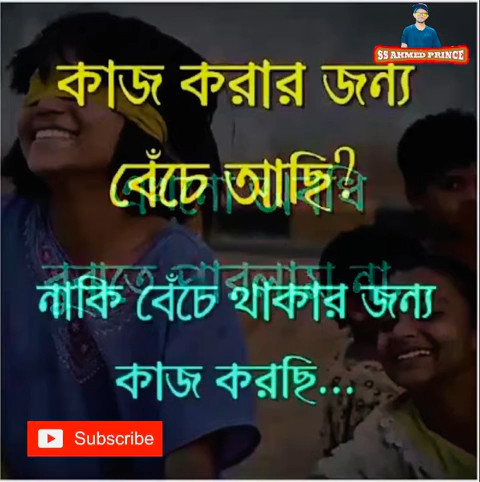 SS AHMED PRINCE
কাজ করার জন্য
বেঁচে আছি?
নাকি বেঁচে থাকার জন্য
কাজ করছি...
Subscribe